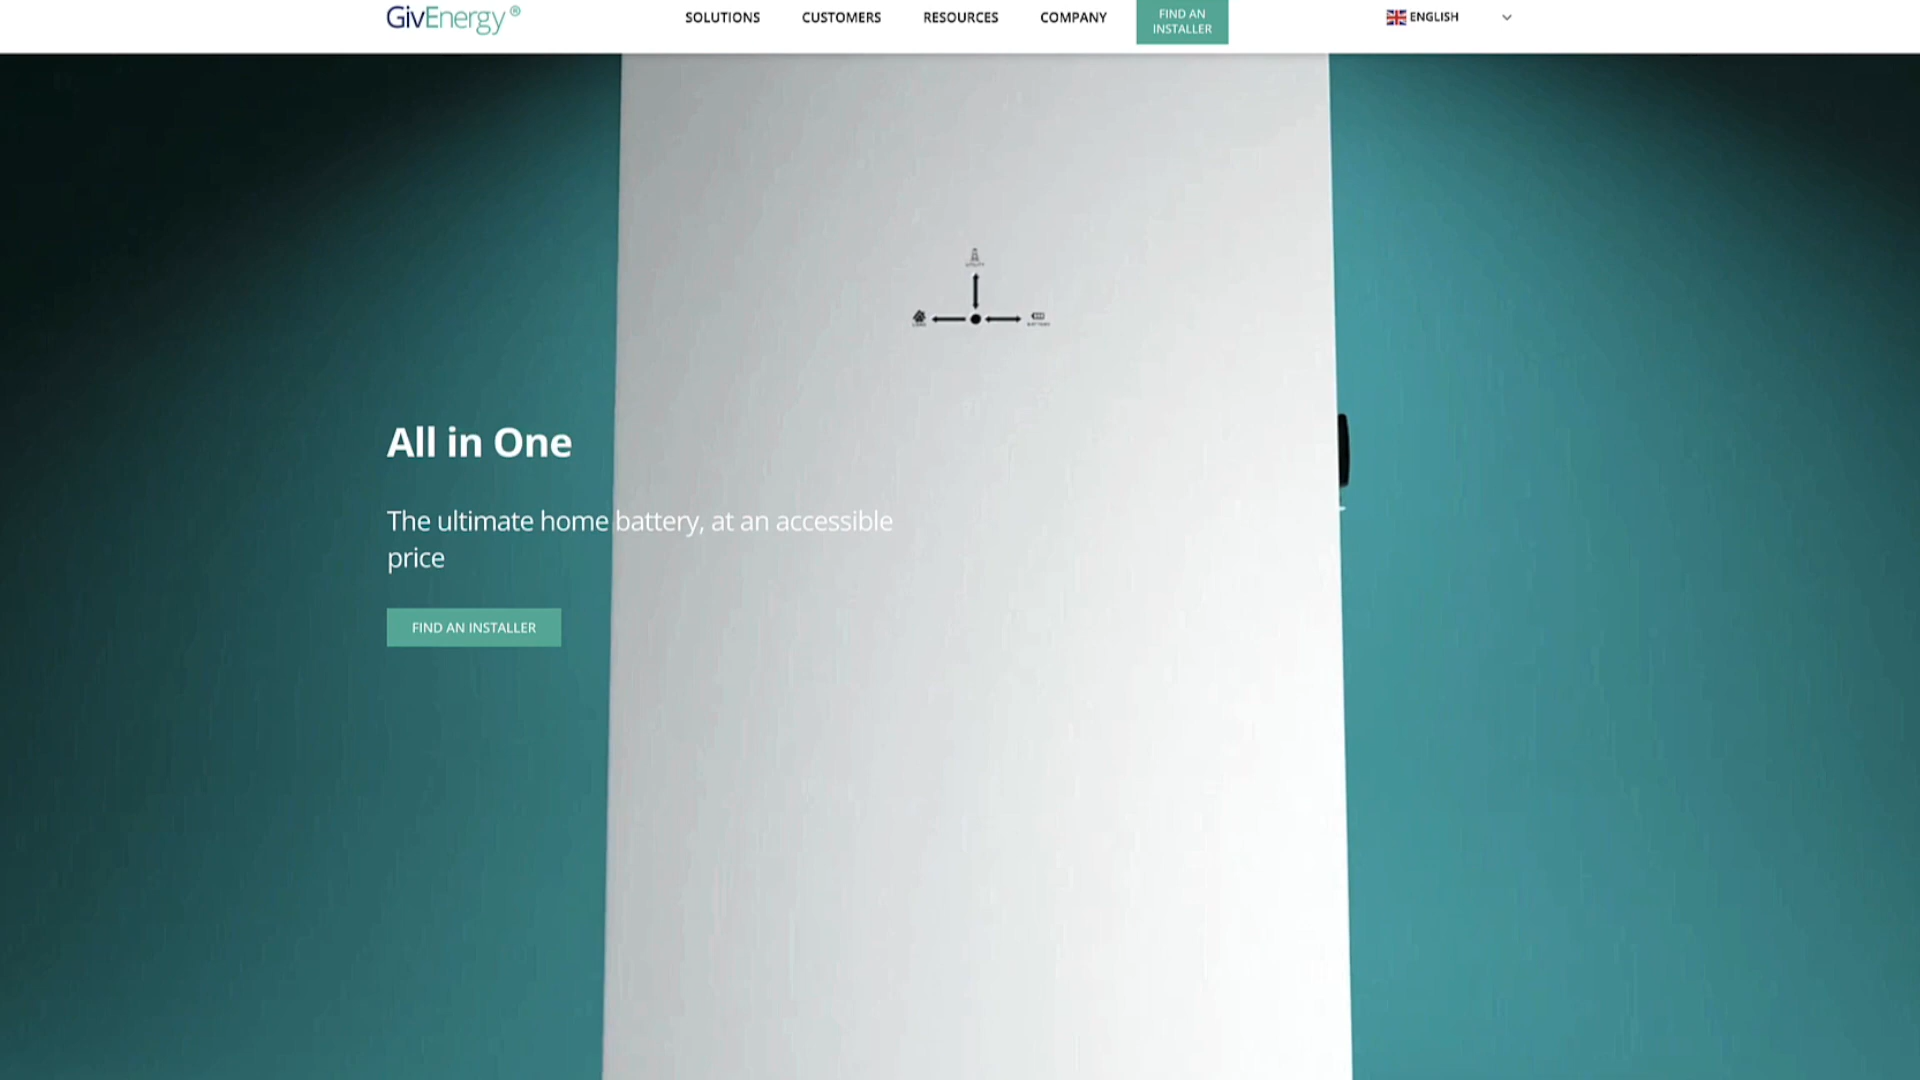 GivEnergy ®
SOLUTIONS
CUSTOMERS
RESOURCES
COMPANY
FIND AN
INSTALLER
ENGLISH
All in One
The ultimate home battery, at an accessible
price
FIND AN INSTALLER